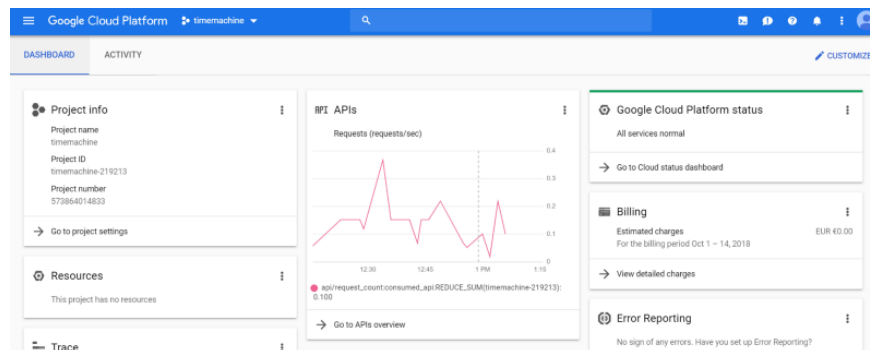 Google Cloud Platform
timemachine
DASHBOARD
ACTIVITY
CUSTOMIZE
Project info
Project name
timemachine
Project ID
timemachine-219213
Project number
573864014833
Go to project settings
Resources
This project has no resources
Trace
API APIs
Requests (requests/sec)
0.4
0.3
0.2
0.1
0
12:30
12:45
1 PM
1:15
api/request_count:consumed_api:REDUCE_SUM(timemachine-219213):
0.100
Go to APIs overview
Google Cloud Platform status
All services normal
Go to Cloud status dashboard
Billing
Estimated charges
EUR €0.00
For the billing period Oct 1 – 14, 2018
View detailed charges
Error Reporting
No sign of any errors. Have you set up Error Reporting?